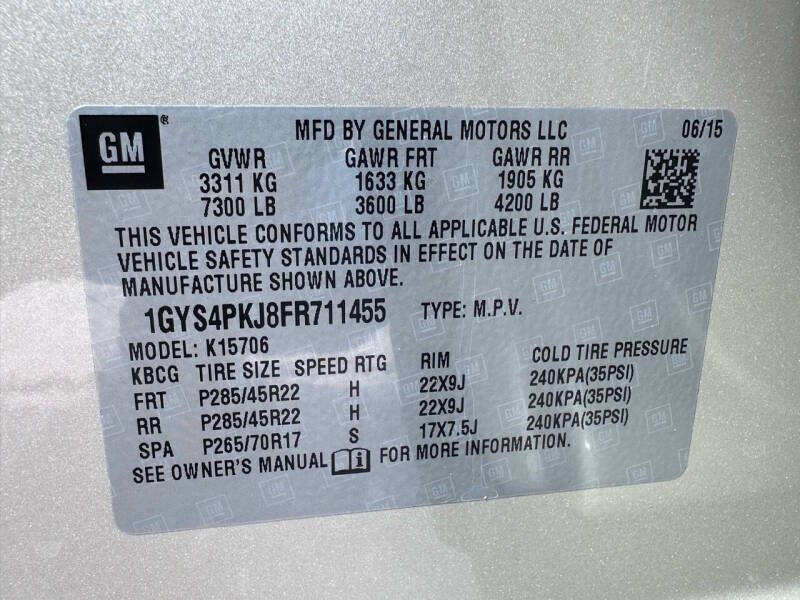 GM® MFD BY GENERAL MOTORS LLC 06/15
GVWR GAWR FRT GAWR RR
3311 KG 1633 KG 1905 KG
7300 LB 3600 LB 4200 LB
THIS VEHICLE CONFORMS TO ALL APPLICABLE U.S. FEDERAL MOTOR
VEHICLE SAFETY STANDARDS IN EFFECT ON THE DATE OF
MANUFACTURE SHOWN ABOVE.
1GYS4PKJ8FR711455 TYPE: M.P.V.
MODEL: K15706
KBCG TIRE SIZE SPEED RTG RIM COLD TIRE PRESSURE
FRT P285/45R22 H 22X9J 240KPA(35PSI)
RR P285/45R22 H 22X9J 240KPA(35PSI)
SPA P265/70R17 S 17X7.5J 240KPA(35PSI)
SEE OWNER'S MANUAL FOR MORE INFORMATION.